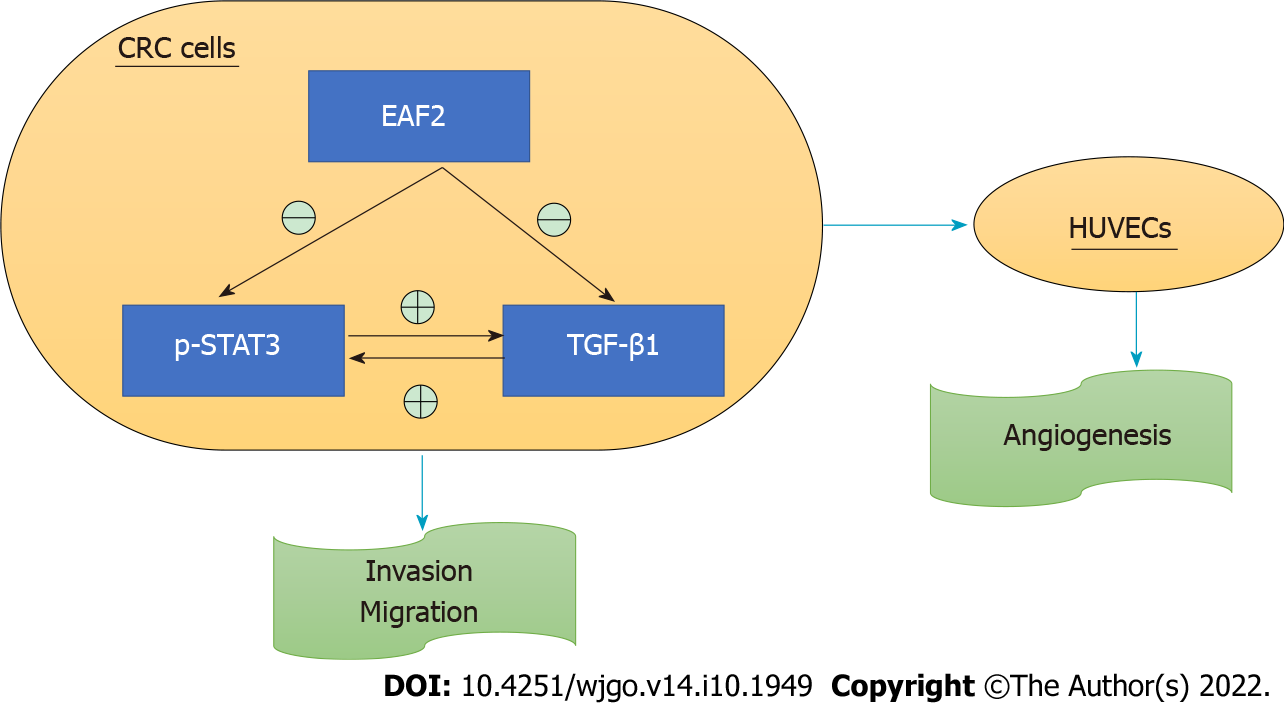 CRC cells
EAF2
HUVECs
p-STAT3
TGF-β1
Angiogenesis
Invasion
Migration
DOI: 10.4251/wjgo.v14.i10.1949 Copyright ©The Author(s) 2022.